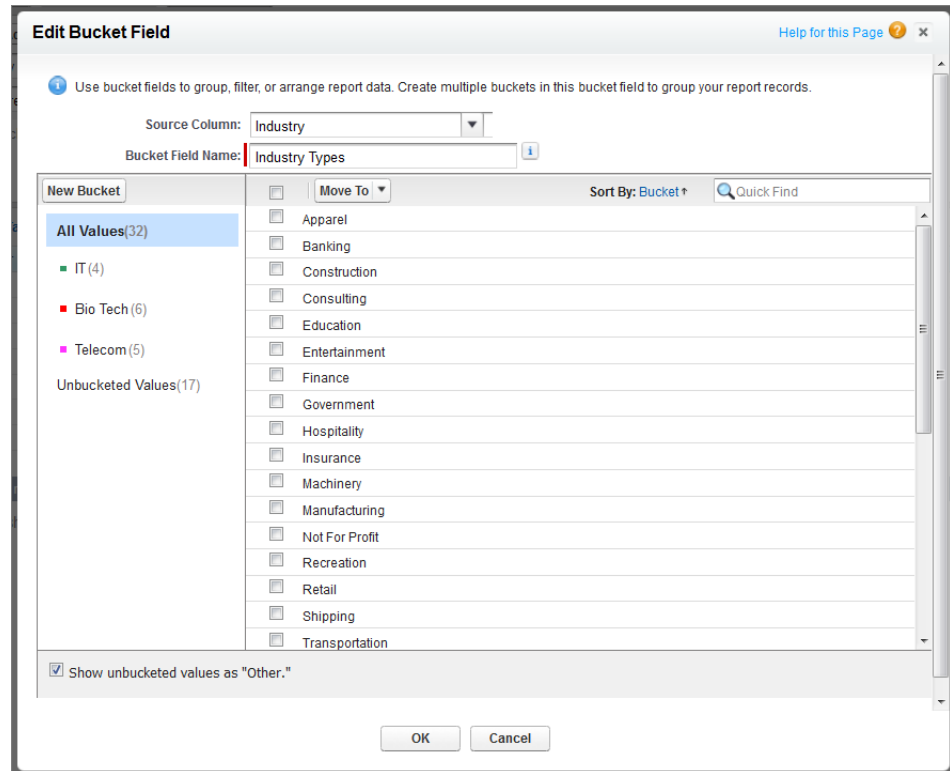 Edit Bucket Field
Help for this Page ? x
i Use bucket fields to group, filter, or arrange report data. Create multiple buckets in this bucket field to group your report records.
Source Column: Industry
Bucket Field Name: Industry Types i
New Bucket Move To Sort By: Bucket↑ Quick Find
All Values(32)
IT(4)
Bio Tech(6)
Telecom(5)
Unbucketed Values(17)
Apparel
Banking
Construction
Consulting
Education
Entertainment
Finance
Government
Hospitality
Insurance
Machinery
Manufacturing
Not For Profit
Recreation
Retail
Shipping
Transportation
Show unbucketed values as "Other."
OK Cancel